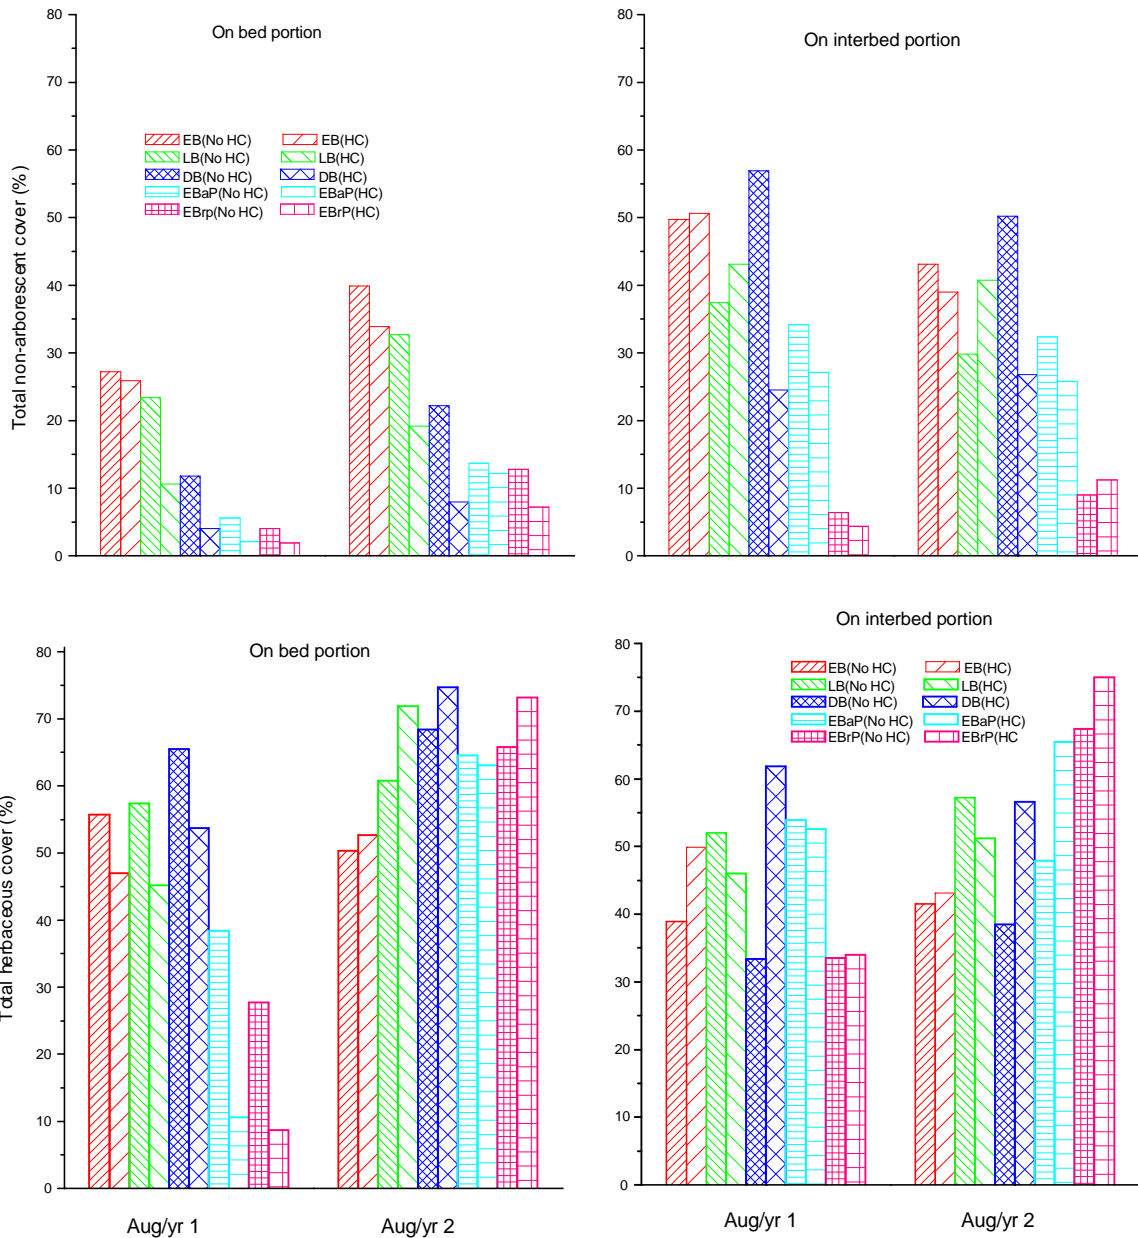 On bed portion
Total non-arborescent cover (%)
80
70
60
50
40
30
20
10
0
EB(No HC) EB(HC)
LB(No HC) LB(HC)
DB(No HC) DB(HC)
EBaP(No HC) EBaP(HC)
EBrp(No HC) EBrP(HC)
On interbed portion
80
70
60
50
40
30
20
10
0
On bed portion
Total herbaceous cover (%)
80
70
60
50
40
30
20
10
0
Aug/yr 1 Aug/yr 2
On interbed portion
80
70
60
50
40
30
20
10
0
EB(No HC) EB(HC)
LB(No HC) LB(HC)
DB(No HC) DB(HC)
EBaP(No HC) EBaP(HC)
EBrP(No HC) EBrP(HC
Aug/yr 1 Aug/yr 2